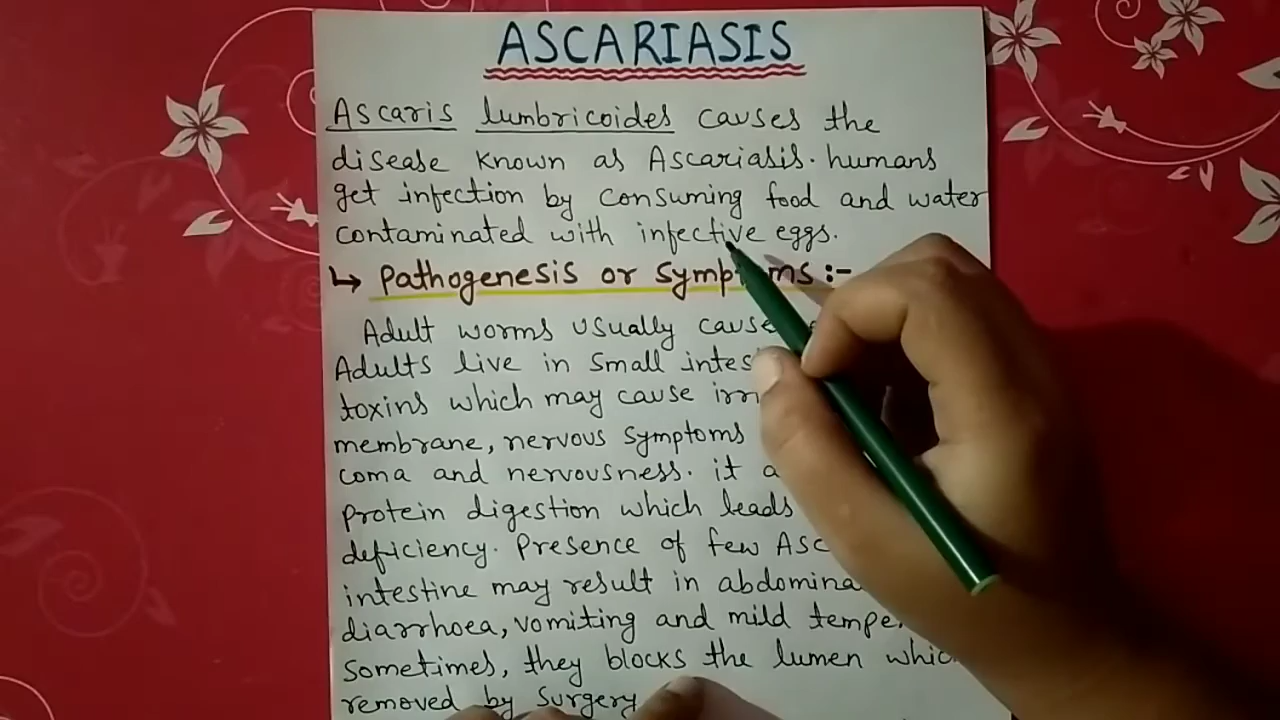 ASCARIASIS
Ascaris lumbricoides causes the
disease known as Ascariasis. humans
get infection by consuming food and water
contaminated with infective eggs.
↳ Pathogenesis or Symptoms :-
Adult worms usually cause
Adults live in small
toxins which may cause
membrane, nervous symptoms
coma and nervousness. it
protein digestion which leads
deficiency. Presence of few
intestine may result in
diarrhoea, vomiting and mild
sometimes, they blocks the lumen
removed by surgery